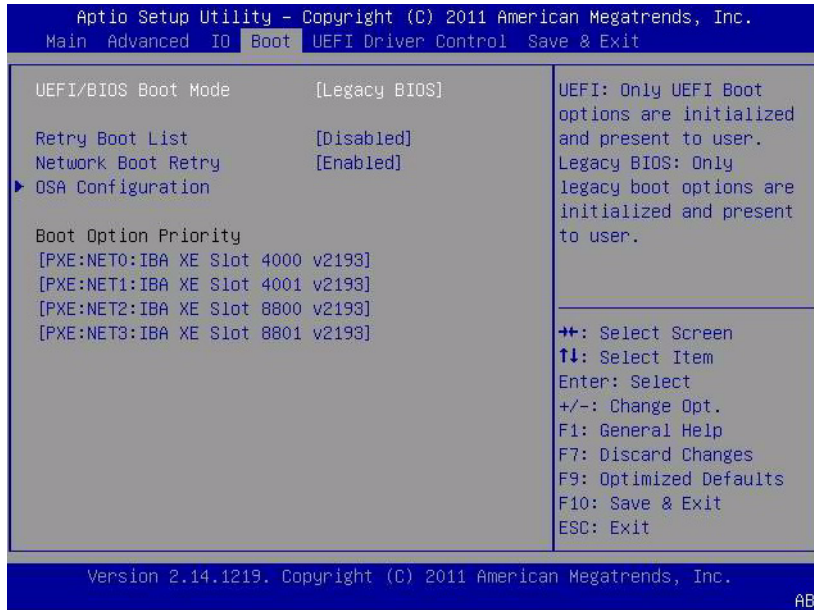 Aptio Setup Utility – Copyright (C) 2011 American Megatrends, Inc.
Main Advanced IO Boot UEFI Driver Control Save & Exit
UEFI/BIOS Boot Mode [Legacy BIOS]
Retry Boot List [Disabled]
Network Boot Retry [Enabled]
▶ OSA Configuration
Boot Option Priority
[PXE:NET0:IBA XE Slot 4000 v2193]
[PXE:NET1:IBA XE Slot 4001 v2193]
[PXE:NET2:IBA XE Slot 8800 v2193]
[PXE:NET3:IBA XE Slot 8801 v2193]
UEFI: Only UEFI Boot
options are initialized
and present to user.
Legacy BIOS: Only
legacy boot options are
initialized and present
to user.
→←: Select Screen
↑↓: Select Item
Enter: Select
+/-: Change Opt.
F1: General Help
F7: Discard Changes
F9: Optimized Defaults
F10: Save & Exit
ESC: Exit
Version 2.14.1219. Copyright (C) 2011 American Megatrends, Inc.
AB